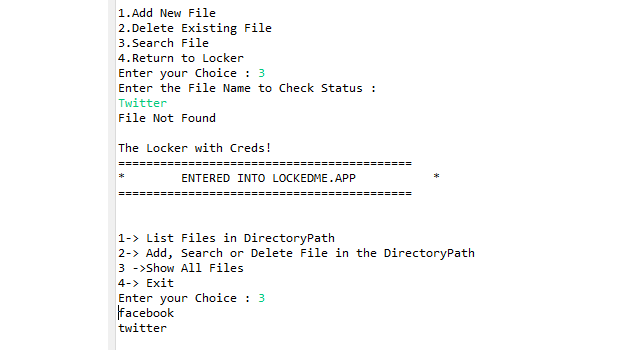 1.Add New File
2.Delete Existing File
3.Search File
4.Return to Locker
Enter your Choice : 3
Enter the File Name to Check Status :
Twitter
File Not Found
The Locker with Creds!
==========================================
* ENTERED INTO LOCKEDME.APP *
==========================================
1-> List Files in DirectoryPath
2-> Add, Search or Delete File in the DirectoryPath
3 ->Show All Files
4-> Exit
Enter your Choice : 3
facebook
twitter